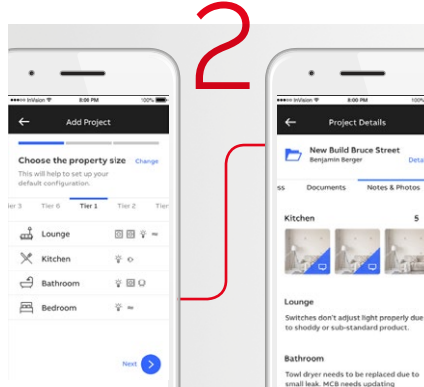 2
InVision 8:00 PM 100%
Add Project
Choose the property size Change
This will help to set up your
default configuration.
ier 3 Tier 6 Tier 1 Tier 2 Tier
Lounge
Kitchen
Bathroom
Bedroom
Next
InVision 8:00 PM 100%
Project Details
New Build Bruce Street
Benjamin Berger
Detai
ss Documents Notes & Photos
Kitchen 5
Lounge
Switches don't adjust light properly due
to shoddy or sub-standard product.
Bathroom
Towl dryer needs to be replaced due to
small leak. MCB needs updating